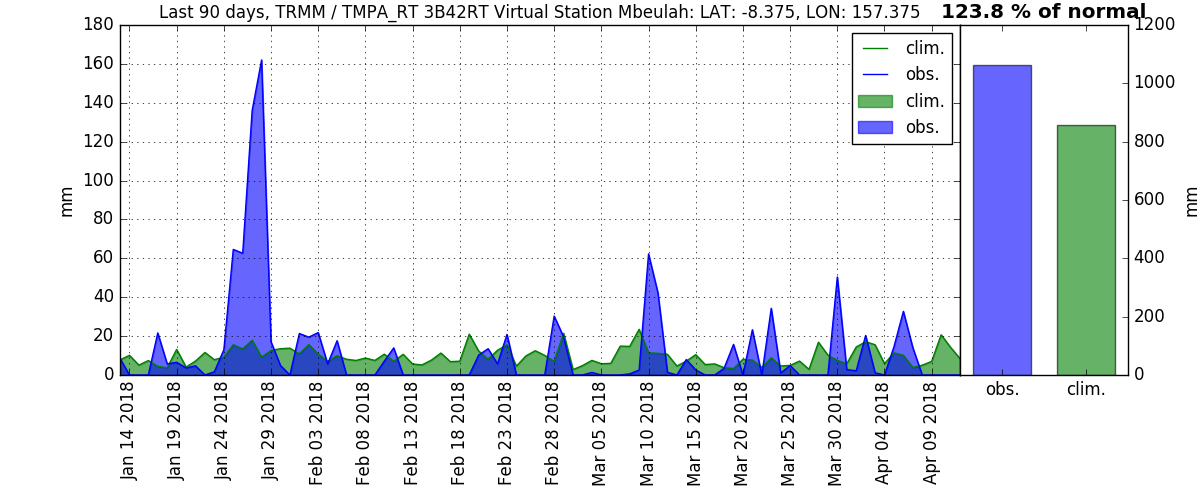 Last 90 days, TRMM / TMPA_RT 3B42RT Virtual Station Mbeulah: LAT: -8.375, LON: 157.375
123.8 % of normal
mm
180
160
140
120
100
80
60
40
20
0
clim.
obs.
clim.
obs.
Jan 14 2018
Jan 19 2018
Jan 24 2018
Jan 29 2018
Feb 03 2018
Feb 08 2018
Feb 13 2018
Feb 18 2018
Feb 23 2018
Feb 28 2018
Mar 05 2018
Mar 10 2018
Mar 15 2018
Mar 20 2018
Mar 25 2018
Mar 30 2018
Apr 04 2018
Apr 09 2018
1200
1000
800
600
400
200
0
mm
obs.
clim.